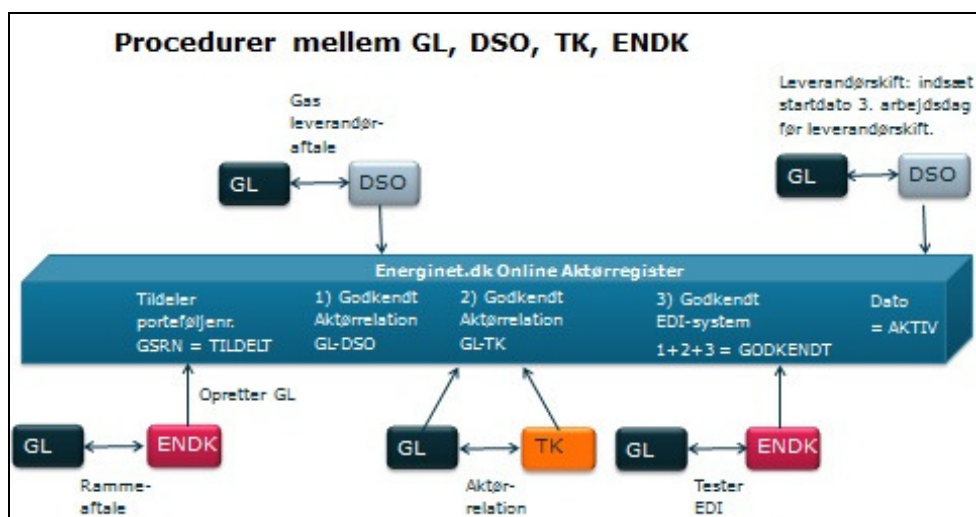 Procedurer mellem GL, DSO, TK, ENDK
Gas
leverandør-
aftale
GL
DSO
Leverandørskift: indsæt
startdato 3. arbejdsdag
før leverandørskift.
GL
DSO
Energinet.dk Online Aktørregister
Tildeler
porteføljenr.
GSRN = TILDELT
1) Godkendt
Aktørrelation
GL-DSO
2) Godkendt
Aktørrelation
GL-TK
3) Godkendt
EDI-system
1+2+3 = GODKENDT
Dato
= AKTIV
Opretter GL
GL
ENDK
Ramme-
aftale
GL
TK
Aktør-
relation
GL
ENDK
Tester
EDI